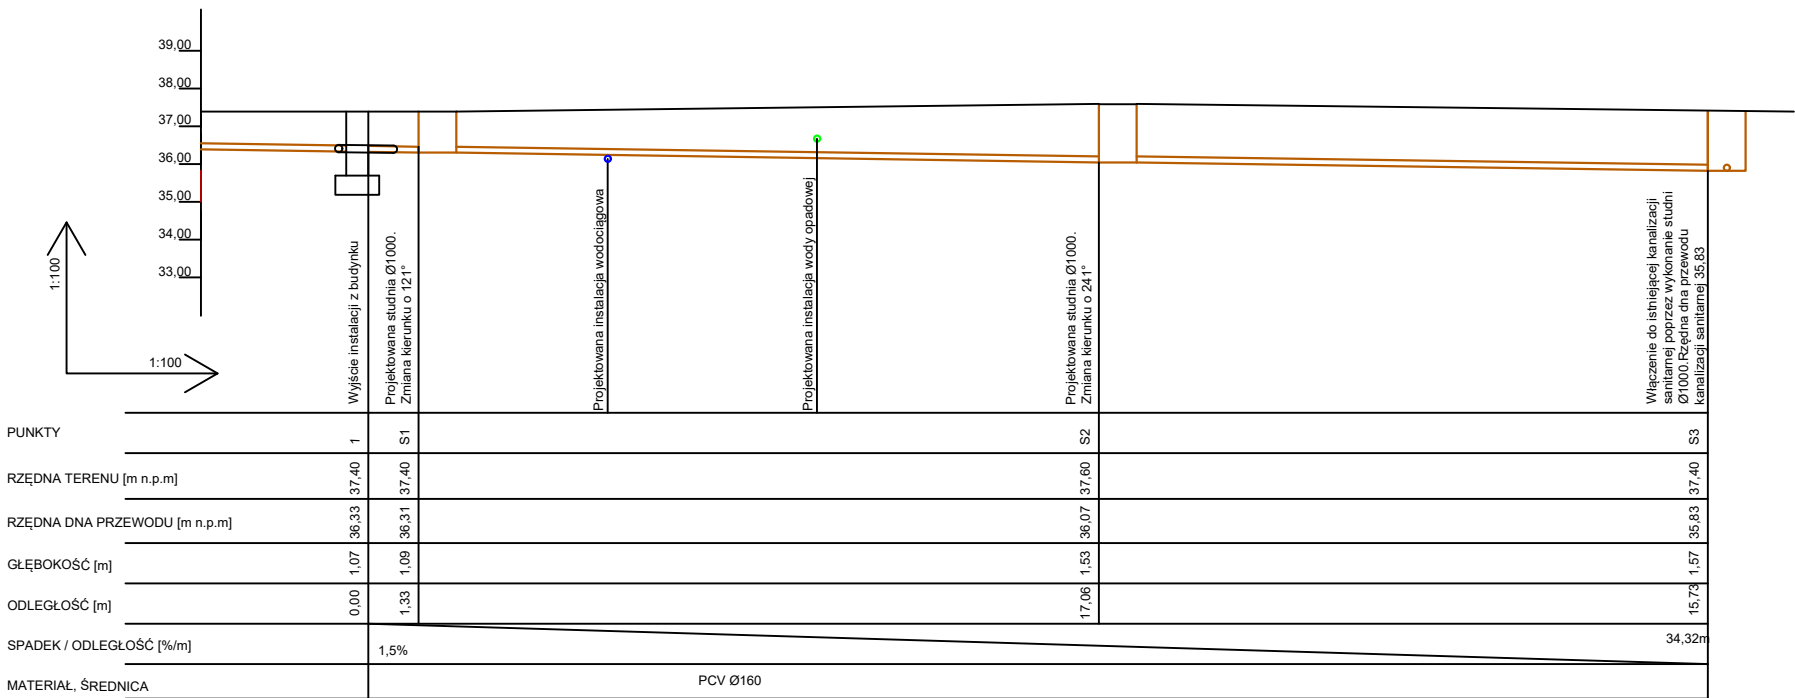 39,00
38,00
37,00
36,00
35,00
34,00
33,00
1:100
1:100
Wyjście instalacji z budynku
Projektowana studnia Ø1000.
Zmiana kierunku o 121°
Projektowana instalacja wodociągowa
Projektowana instalacja wody opadowej
Projektowana studnia Ø1000.
Zmiana kierunku o 241°
Włączenie do istniejącej kanalizacji
sanitarnej poprzez wykonanie studni
Ø1000.Rzędna dna przewodu
kanalizacji sanitarnej 35,83
PUNKTY 1 S1 S2 S3
RZĘDNA TERENU [m n.p.m] 37,40 37,40 37,60 37,40
RZĘDNA DNA PRZEWODU [m n.p.m] 36,33 36,31 36,07 35,83
GŁĘBOKOŚĆ [m] 1,07 1,09 1,53 1,57
ODLEGŁOŚĆ [m] 0,00 1,33 17,06 15,73
SPADEK / ODLEGŁOŚĆ [%/m] 1,5% 34,32m
MATERIAŁ, ŚREDNICA PCV Ø160